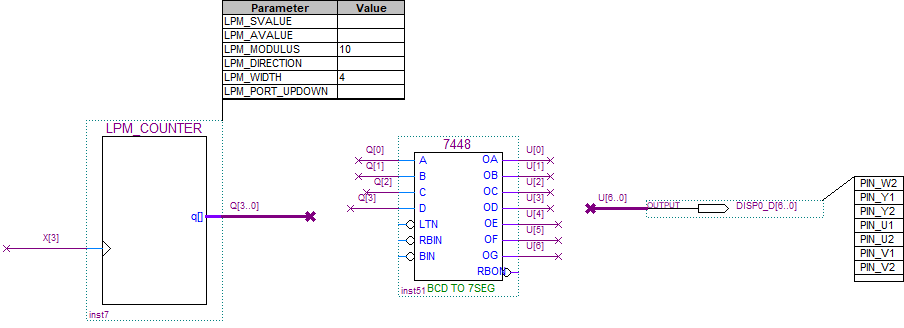 Parameter Value
LPM_SVALUE
LPM_AVALUE
LPM_MODULUS 10
LPM_DIRECTION
LPM_WIDTH 4
LPM_PORT_UPDOWN
LPM_COUNTER
q[]
Q[3..0]
X[3]
inst7
7448
Q[0] A OA U[0]
Q[1] B OB U[1]
Q[2] C OC U[2]
Q[3] D OD U[3]
LTN OE U[4]
RBIN OF U[5]
BIN OG U[6]
RBON
inst51 BCD TO 7SEG
U[6..0] OUTPUT DISP0_D[6..0]
PIN_W2
PIN_Y1
PIN_Y2
PIN_U1
PIN_U2
PIN_V1
PIN_V2